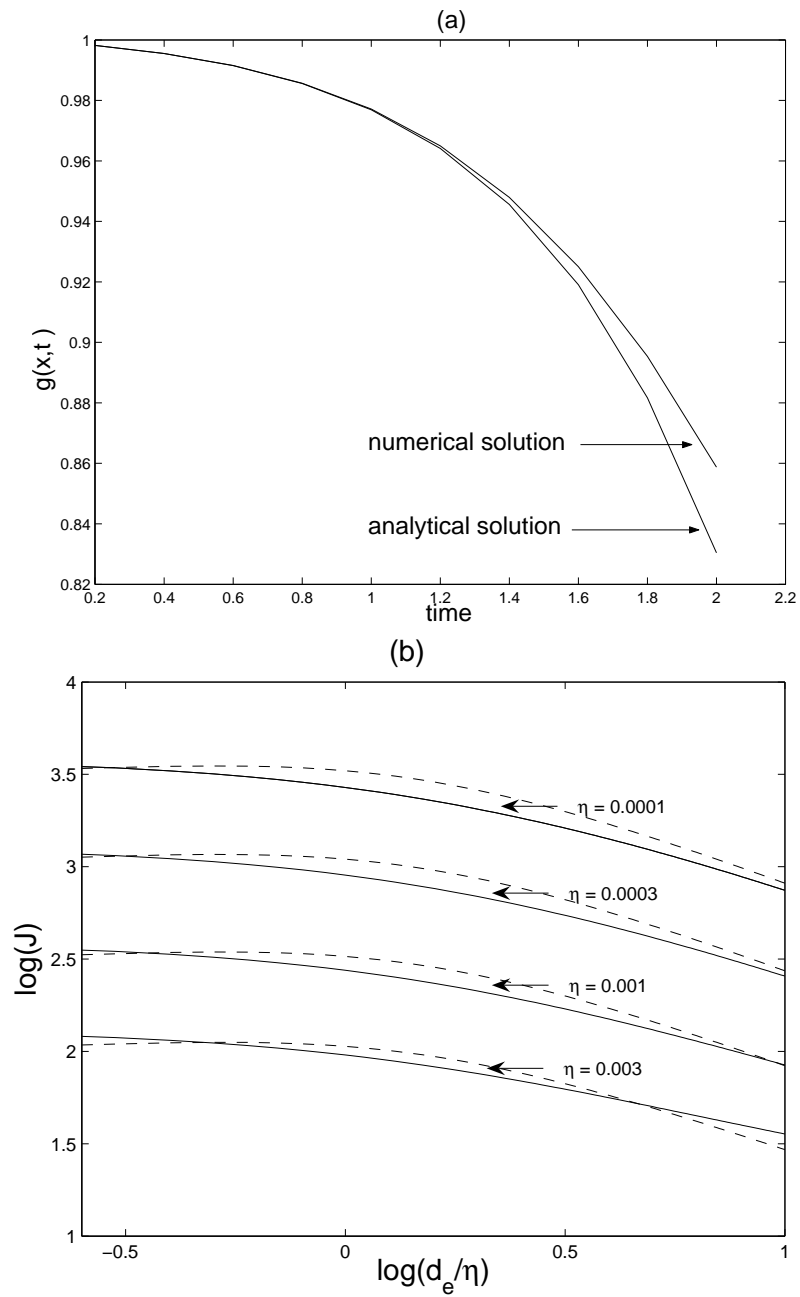 (a)
1
0.98
0.96
0.94
0.92
0.9
0.88
0.86
0.84
0.82
g(x,t )
numerical solution
analytical solution
0.2 0.4 0.6 0.8 1 1.2 1.4 1.6 1.8 2 2.2
time
(b)
4
3.5
3
2.5
2
1.5
1
log(J)
η = 0.0001
η = 0.0003
η = 0.001
η = 0.003
−0.5 0 0.5 1
log(d_e/η)